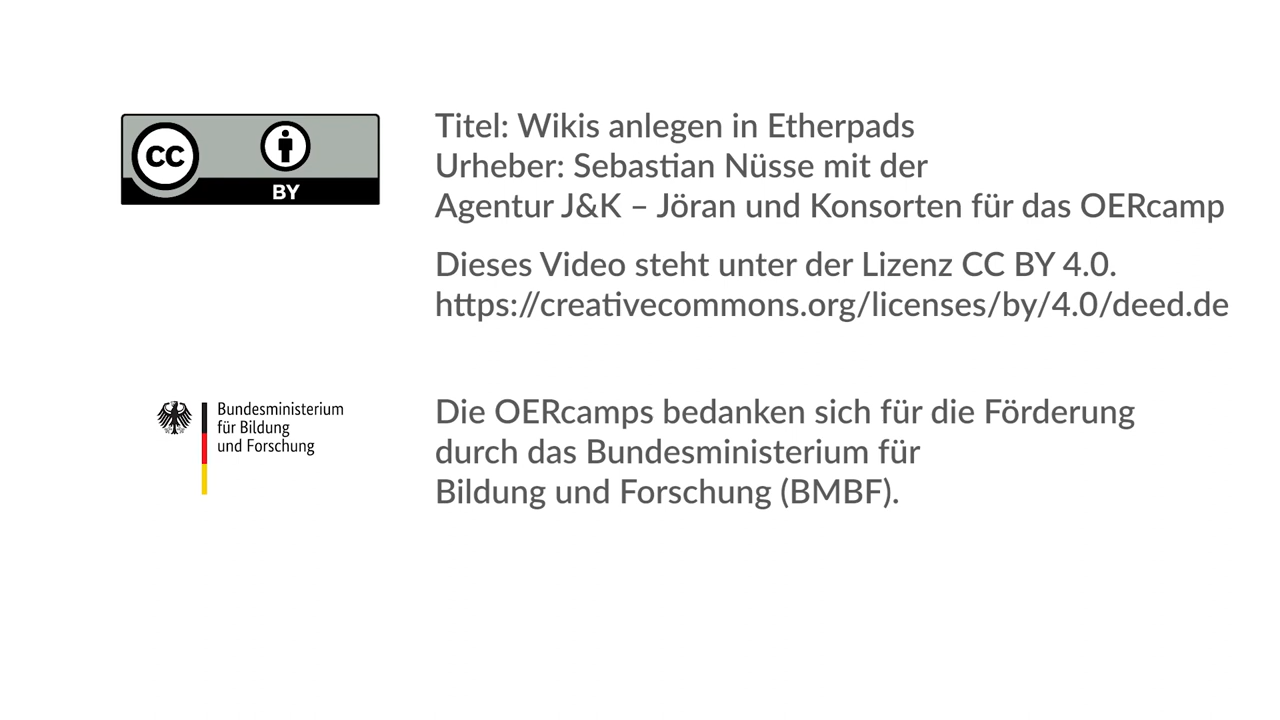 CC
BY
Titel: Wikis anlegen in Etherpads
Urheber: Sebastian Nüsse mit der
Agentur J&K – Jöran und Konsorten für das OERcamp
Dieses Video steht unter der Lizenz CC BY 4.0.
https://creativecommons.org/licenses/by/4.0/deed.de
Bundesministerium
für Bildung
und Forschung
Die OERcamps bedanken sich für die Förderung
durch das Bundesministerium für
Bildung und Forschung (BMBF).